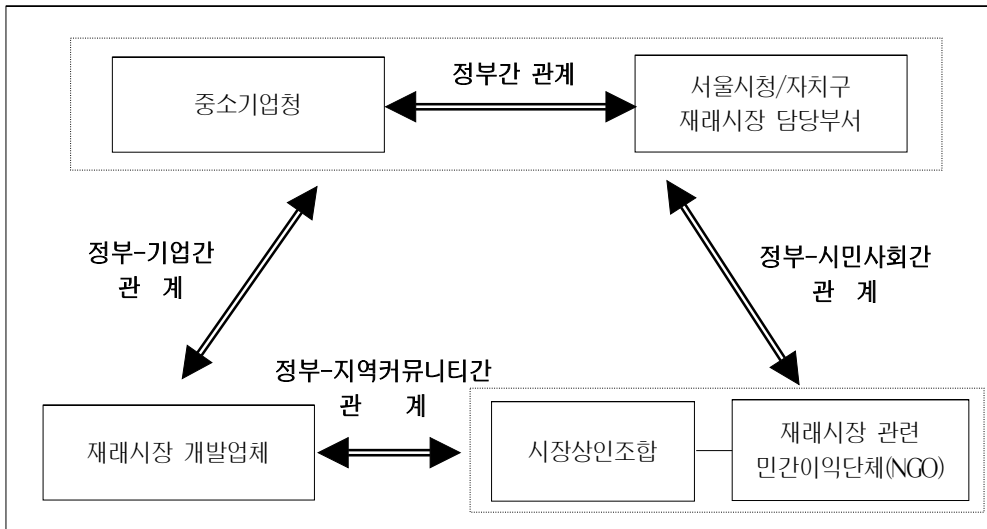 정부간 관계
중소기업청
서울시청/자치구
재래시장 담당부서
정부-기업간
관 계
정부-시민사회간
관 계
정부-지역커뮤니티간
관 계
재래시장 개발업체
시장상인조합
재래시장 관련
민간이익단체(NGO)